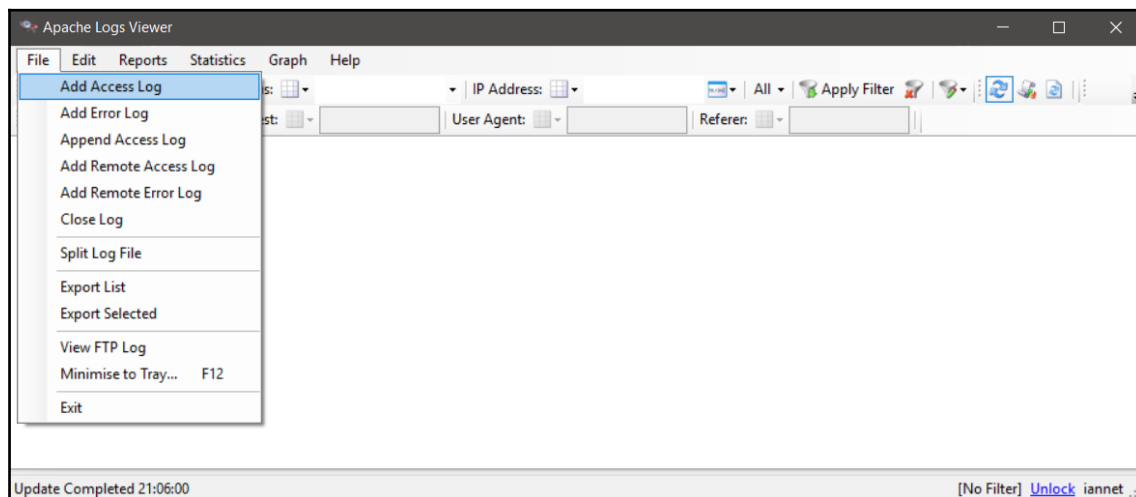 Apache Logs Viewer
File Edit Reports Statistics Graph Help
Add Access Log
s: IP Address: All Apply Filter
Add Error Log
est: User Agent: Referer:
Append Access Log
Add Remote Access Log
Add Remote Error Log
Close Log
Split Log File
Export List
Export Selected
View FTP Log
Minimise to Tray... F12
Exit
Update Completed 21:06:00 [No Filter] Unlock iannet